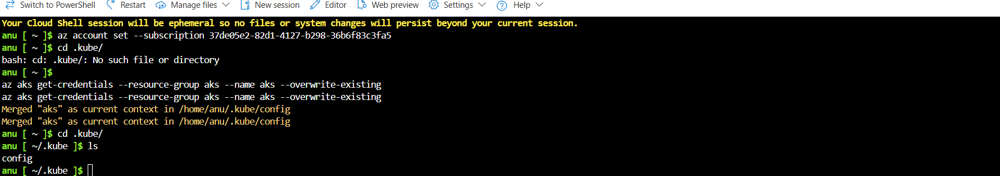 Switch to PowerShell Restart Manage files New session Editor Web preview Settings Help
Your Cloud Shell session will be ephemeral so no files or system changes will persist beyond your current session.
anu [ ~ ]$ az account set --subscription 37de05e2-82d1-4127-b298-36b6f83c3fa5
anu [ ~ ]$ cd .kube/
bash: cd: .kube/: No such file or directory
anu [ ~ ]$
az aks get-credentials --resource-group aks --name aks --overwrite-existing
az aks get-credentials --resource-group aks --name aks --overwrite-existing
Merged "aks" as current context in /home/anu/.kube/config
Merged "aks" as current context in /home/anu/.kube/config
anu [ ~ ]$ cd .kube/
anu [ ~/.kube ]$ ls
config
anu [ ~/.kube ]$